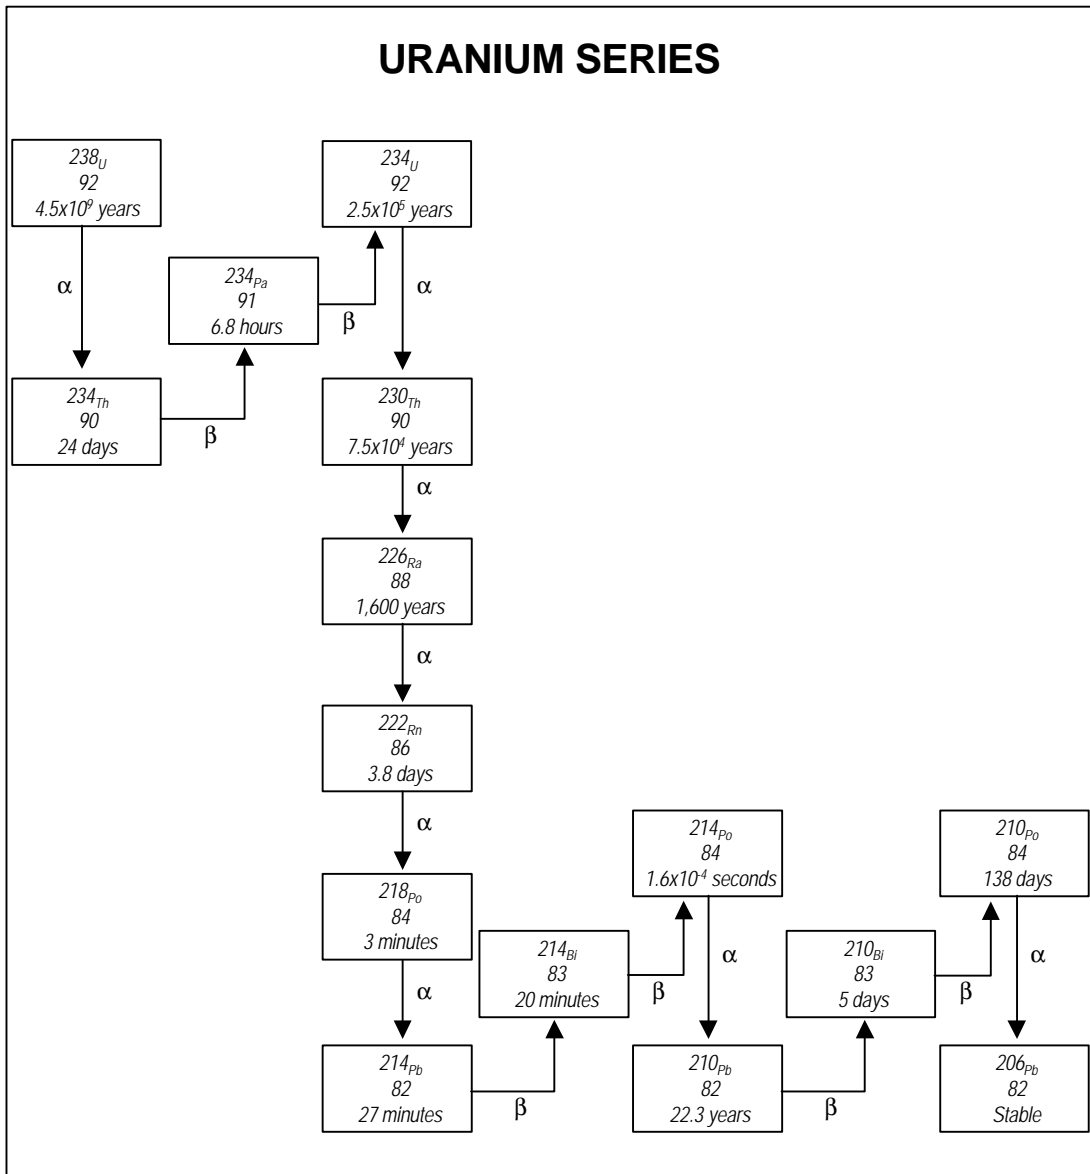 URANIUM SERIES
238U
92
4.5x10⁹ years
234U
92
2.5x10⁵ years
α
234Pa
91
6.8 hours
α
β
234Th
90
24 days
β
230Th
90
7.5x10⁴ years
α
226Ra
88
1,600 years
α
222Rn
86
3.8 days
α
218Po
84
3 minutes
α
214Pb
82
27 minutes
β
214Bi
83
20 minutes
β
214Po
84
1.6x10⁻⁴ seconds
α
210Pb
82
22.3 years
β
210Bi
83
5 days
β
210Po
84
138 days
α
206Pb
82
Stable